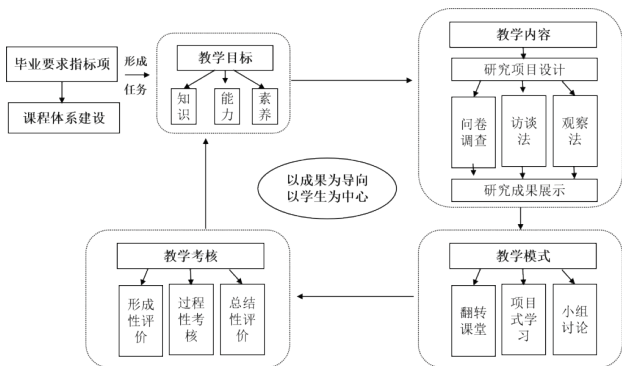 毕业要求指标项
形成
任务
课程体系建设
教学目标
知
识
能
力
素
养
教学内容
研究项目设计
问卷
调查
访谈
法
观察
法
研究成果展示
以成果为导向
以学生为中心
教学考核
形成
性评
价
过程
性考
核
总结
性评
价
教学模式
翻转
课堂
项目
式学
习
小组
讨论